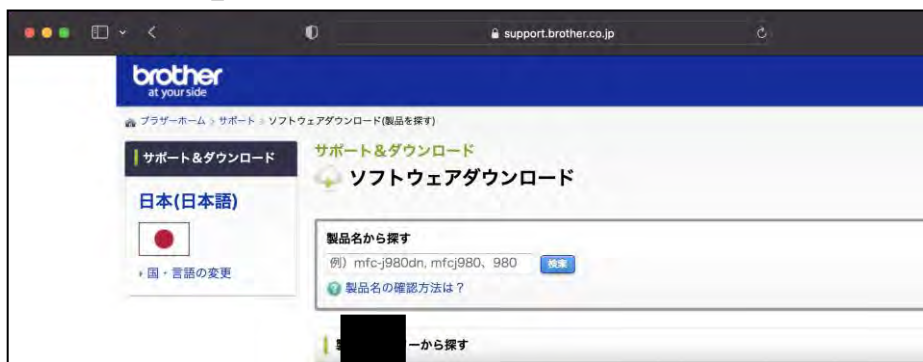 support.brother.co.jp
brother
at your side
ブラザーホーム > サポート > ソフトウェアダウンロード(製品を探す)
サポート&ダウンロード
日本(日本語)
国・言語の変更
サポート&ダウンロード
ソフトウェアダウンロード
製品名から探す
例）mfc-j980dn, mfcj980、980
検索
製品名の確認方法は？
ーから探す